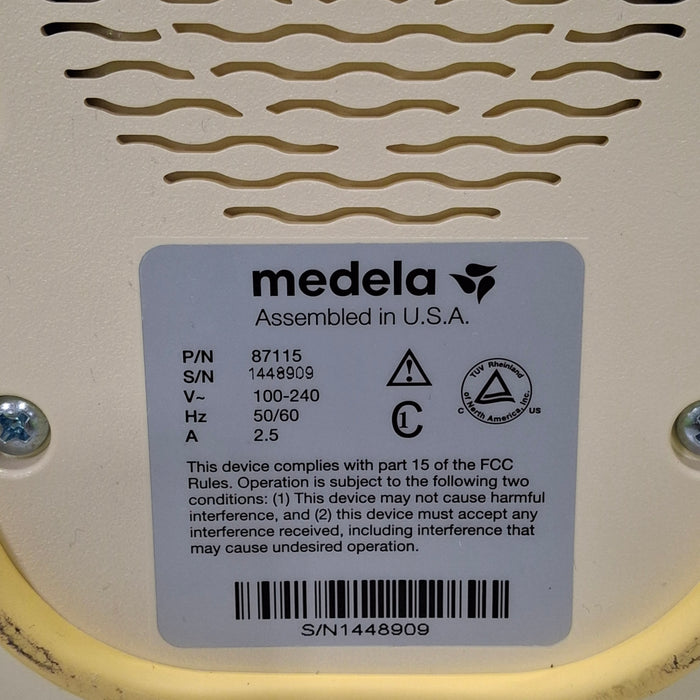 medela
Assembled in U.S.A.
P/N 87115
S/N 1448909
V~ 100-240
Hz 50/60
A 2.5
TUV Rheinland
of North America, Inc.
C US
This device complies with part 15 of the FCC
Rules. Operation is subject to the following two
conditions: (1) This device may not cause harmful
interference, and (2) this device must accept any
interference received, including interference that
may cause undesired operation.
S/N1448909